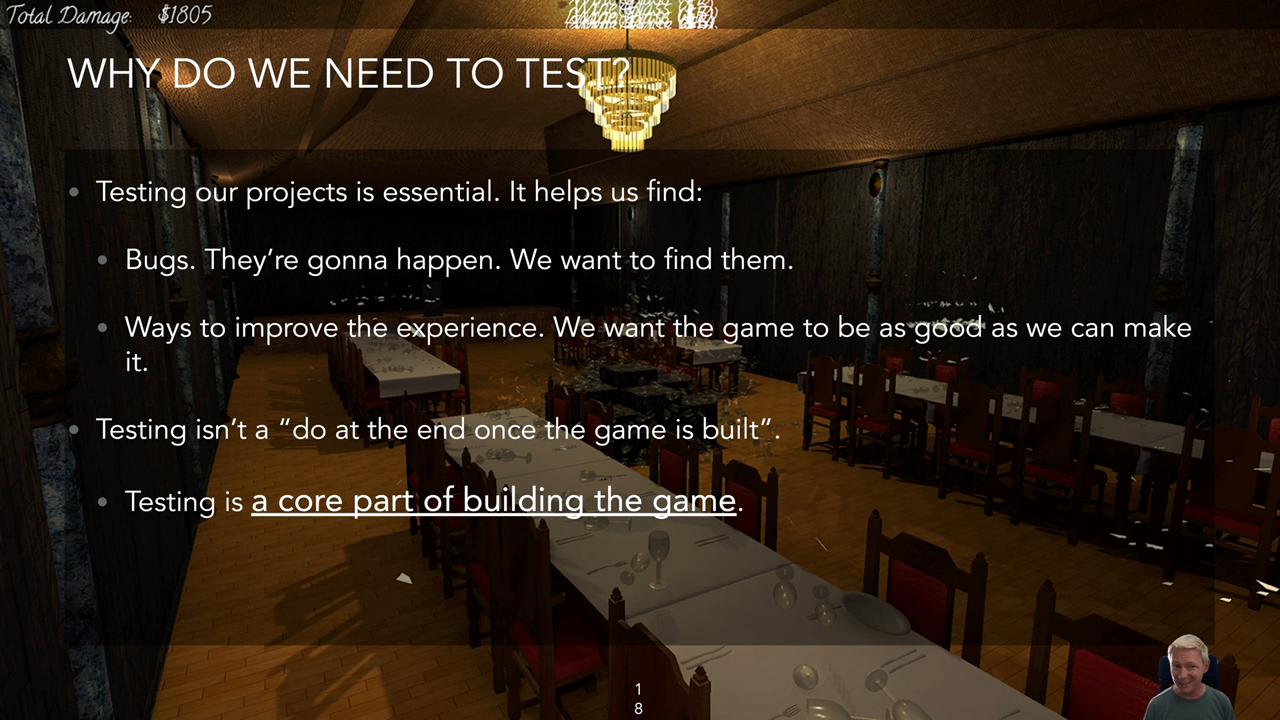 Total Damage: $1805
WHY DO WE NEED TO TEST?
Testing our projects is essential. It helps us find:
Bugs. They’re gonna happen. We want to find them.
Ways to improve the experience. We want the game to be as good as we can make
it.
Testing isn’t a “do at the end once the game is built”.
Testing is a core part of building the game.
1
8